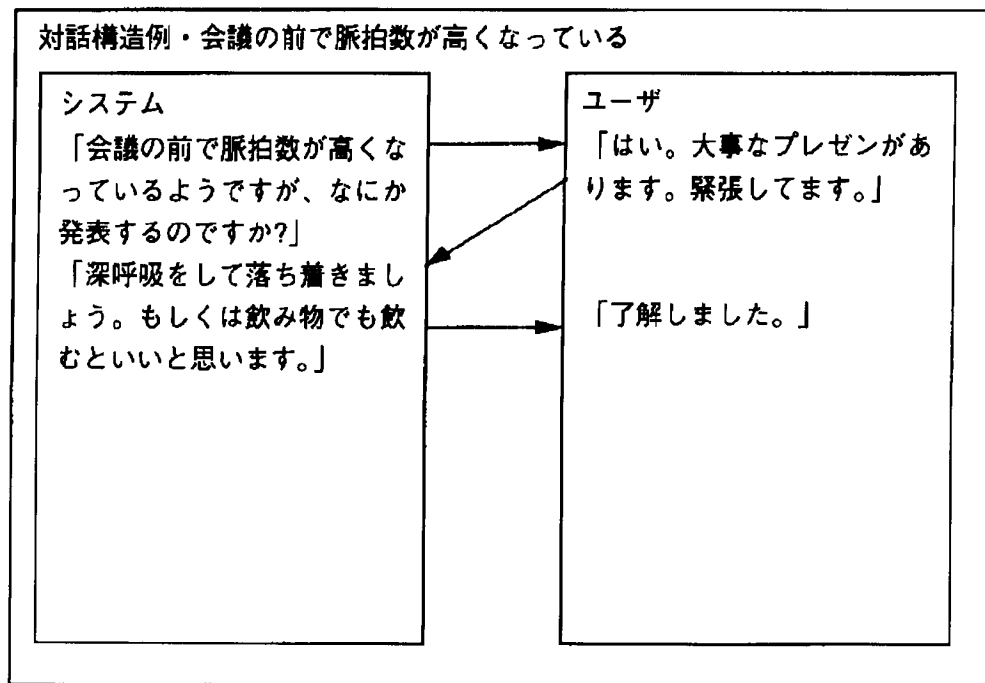 対話構造例・会議の前で脈拍数が高くなっている
システム
「会議の前で脈拍数が高くな
っているようですが、なにか
発表するのですか?」
「深呼吸をして落ち着きまし
ょう。もしくは飲み物でも飲
むといいと思います。」
ユーザ
「はい。大事なプレゼンがあ
ります。緊張してます。」
「了解しました。」